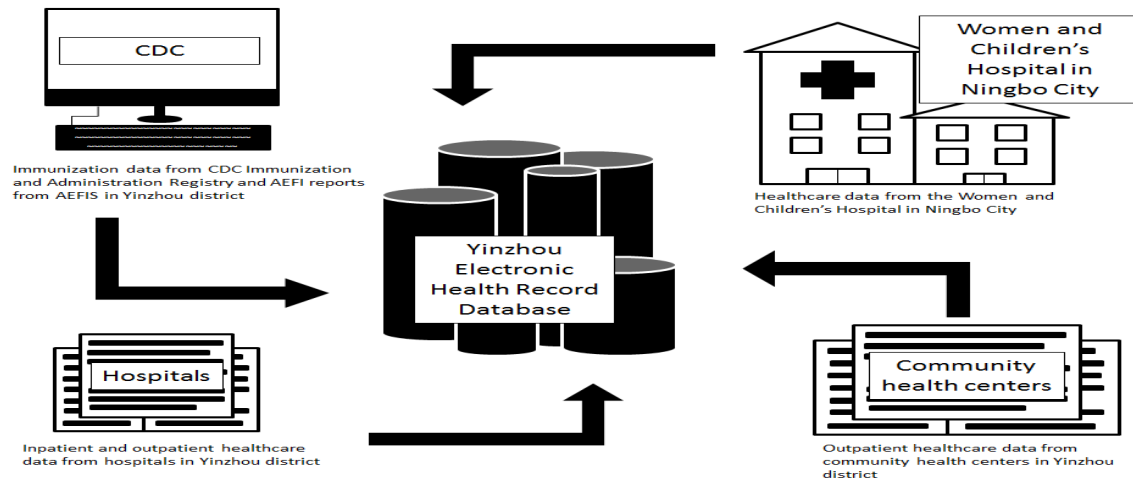 CDC
Immunization data from CDC Immunization
and Administration Registry and AEFI reports
from AEFIS in Yinzhou district
Women and
Children's
Hospital in
Ningbo City
Healthcare data from the Women and
Children's Hospital in Ningbo City
Yinzhou
Electronic
Health Record
Database
Hospitals
Inpatient and outpatient healthcare
data from hospitals in Yinzhou district
Community
health centers
Outpatient healthcare data from
community health centers in Yinzhou
district